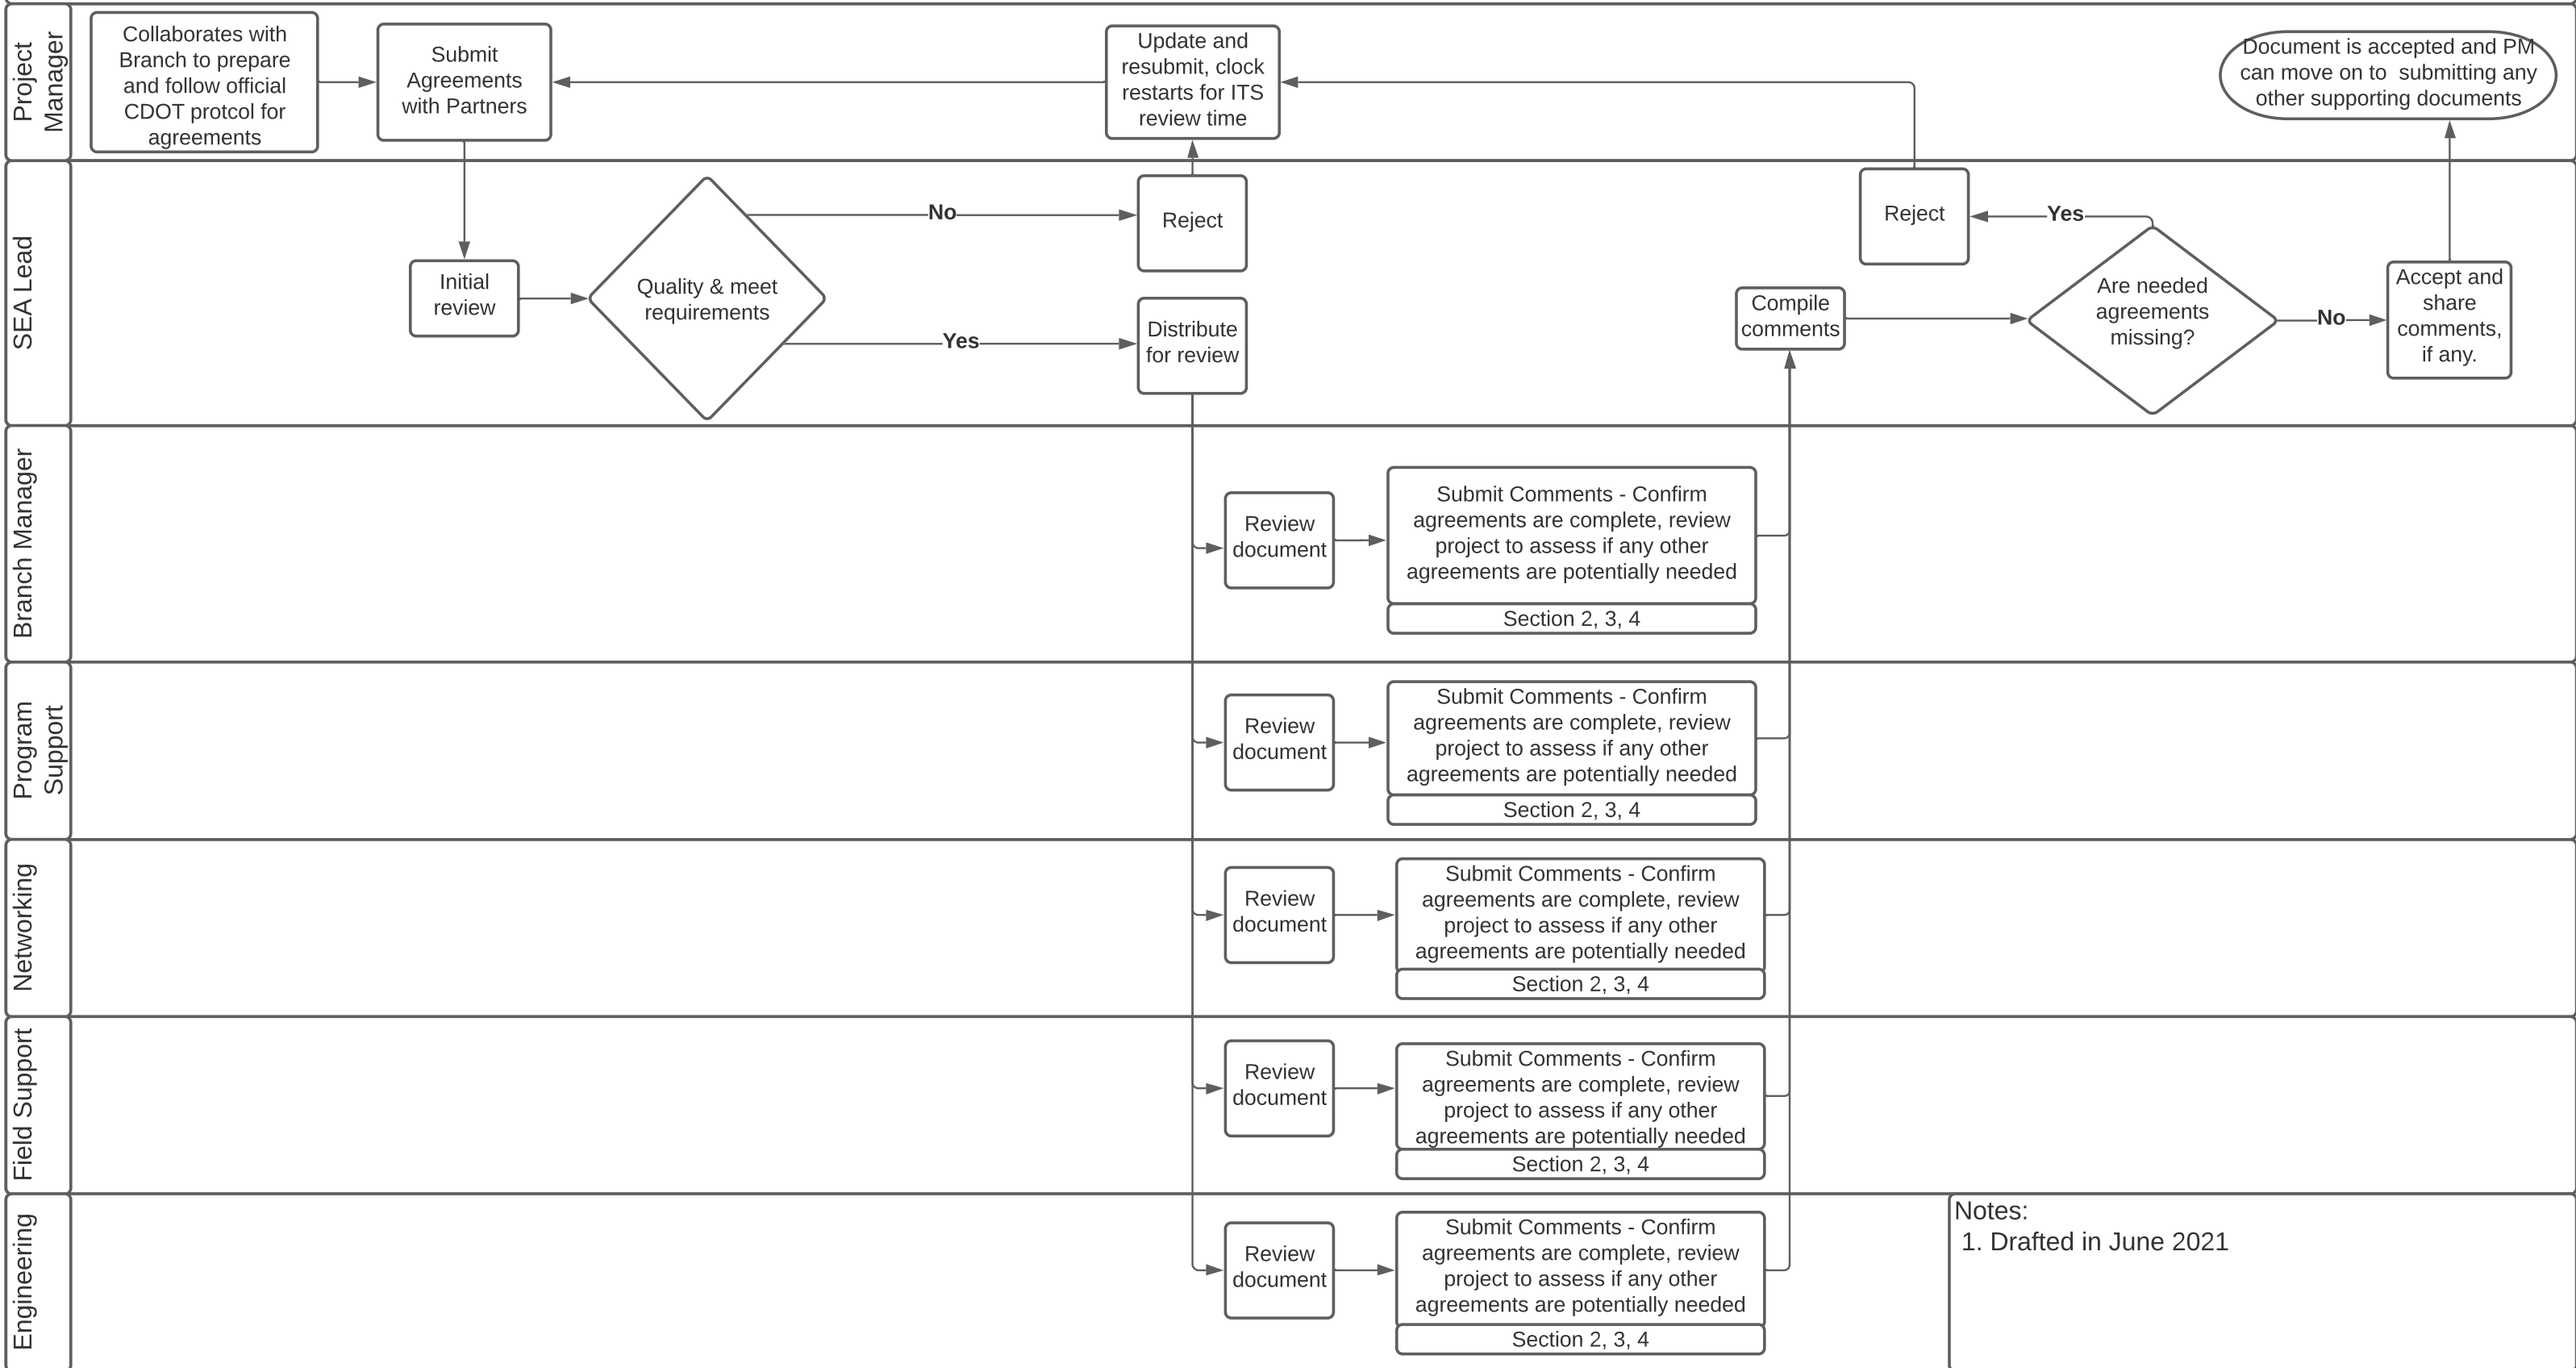 Project
Manager
Collaborates with
Branch to prepare
and follow official
CDOT protcol for
agreements
Submit
Agreements
with Partners
Update and
resubmit, clock
restarts for ITS
review time
Document is accepted and PM
can move on to  submitting any
other supporting documents
SEA Lead
Initial
review
Quality & meet
requirements
No
Reject
Yes
Distribute
for review
Compile
comments
Reject
Yes
Are needed
agreements
missing?
No
Accept and
share
comments,
if any.
Branch Manager
Review
document
Submit Comments - Confirm
agreements are complete, review
project to assess if any other
agreements are potentially needed
Section 2, 3, 4
Program
Support
Review
document
Submit Comments - Confirm
agreements are complete, review
project to assess if any other
agreements are potentially needed
Section 2, 3, 4
Networking
Review
document
Submit Comments - Confirm
agreements are complete, review
project to assess if any other
agreements are potentially needed
Section 2, 3, 4
Field Support
Review
document
Submit Comments - Confirm
agreements are complete, review
project to assess if any other
agreements are potentially needed
Section 2, 3, 4
Engineering
Review
document
Submit Comments - Confirm
agreements are complete, review
project to assess if any other
agreements are potentially needed
Section 2, 3, 4
Notes:
1. Drafted in June 2021